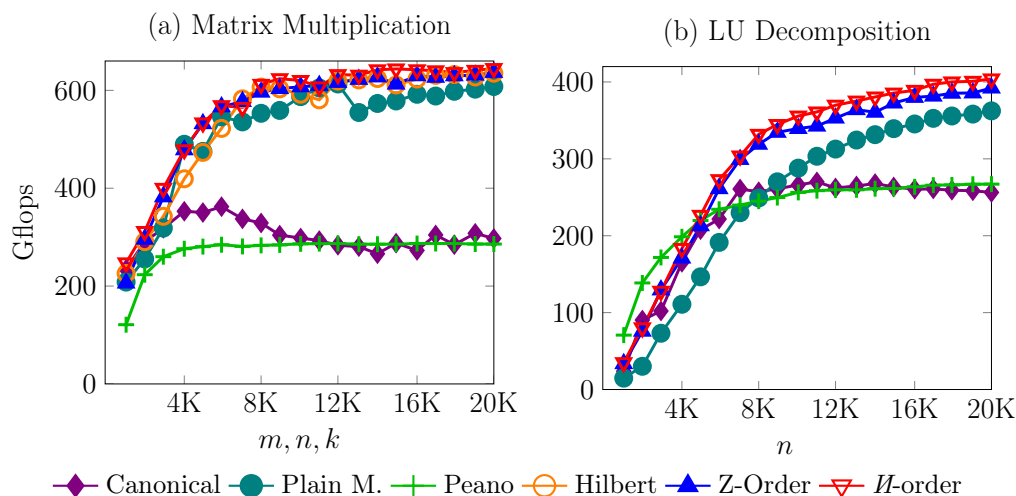 (a) Matrix Multiplication
(b) LU Decomposition
Gflops
600
400
200
0
4K 8K 12K 16K 20K
m, n, k
400
300
200
100
0
4K 8K 12K 16K 20K
n
Canonical Plain M. Peano Hilbert Z-Order И-order